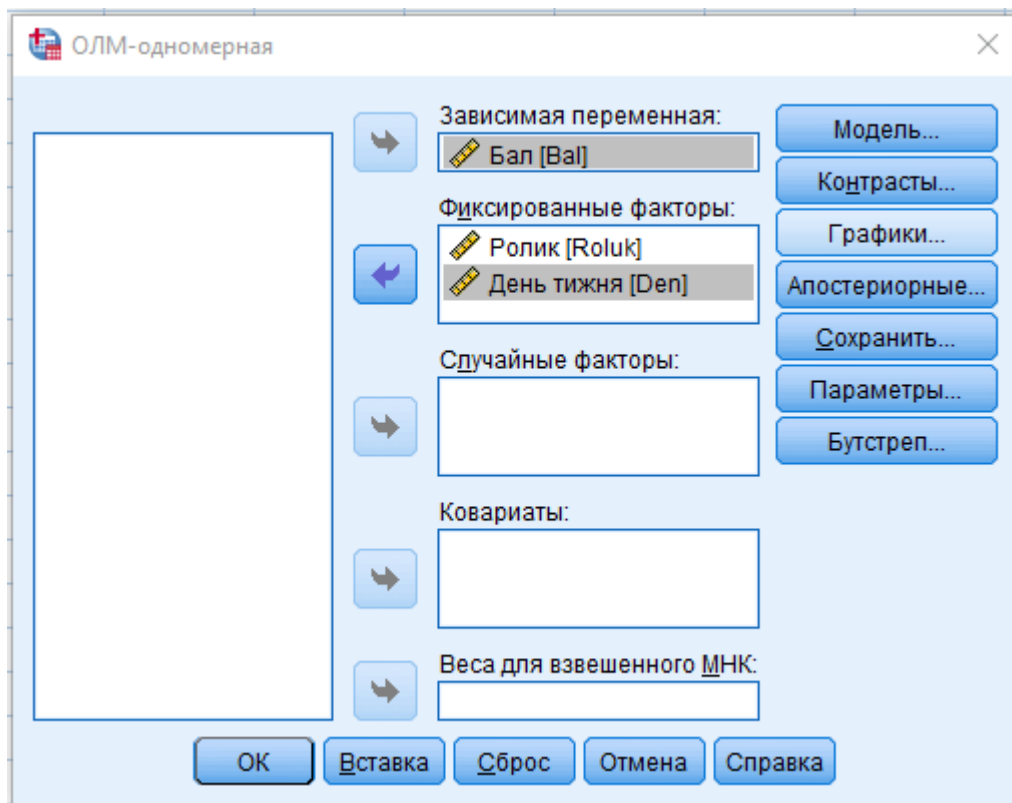 ОЛМ-одномерная
Зависимая переменная:
Бал [Bal]
Фиксированные факторы:
Ролик [Roluk]
День тижня [Den]
Случайные факторы:
Ковариаты:
Веса для взвешенного МНК:
Модель...
Контрасты...
Графики...
Апостериорные...
Сохранить...
Параметры...
Бутстреп...
ОК
Вставка
Сброс
Отмена
Справка